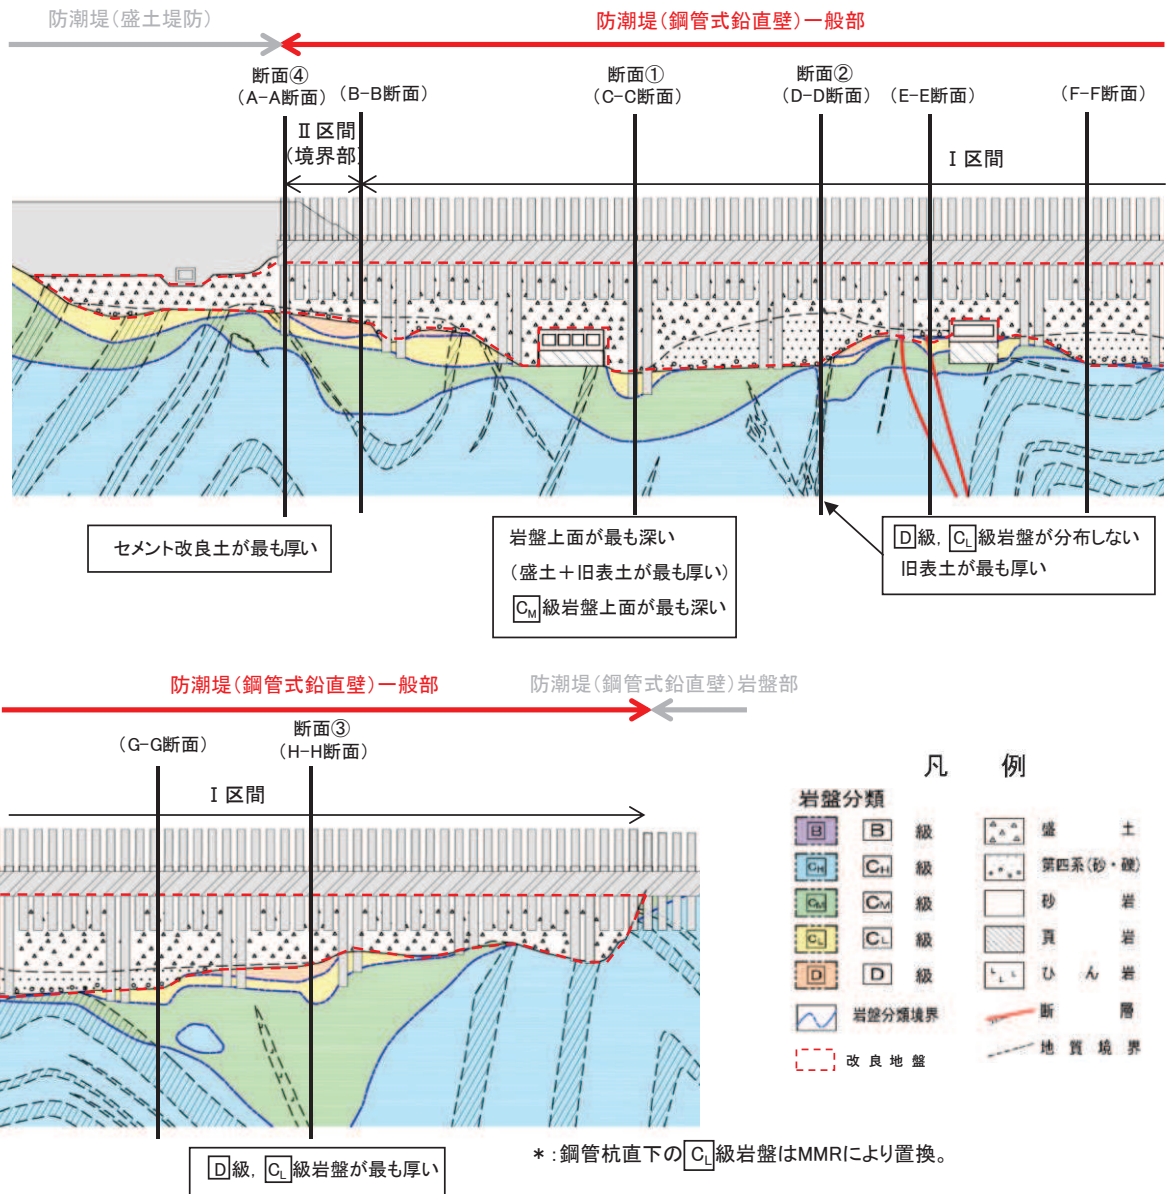 防潮堤(盛土堤防)
防潮堤(鋼管式鉛直壁)一般部
断面④
(A-A断面)
(B-B断面)
断面①
(C-C断面)
断面②
(D-D断面)
(E-E断面)
(F-F断面)
Ⅱ区間
(境界部)
Ⅰ区間
セメント改良土が最も厚い
岩盤上面が最も深い
(盛土+旧表土が最も厚い)
CM級岩盤上面が最も深い
D級, CL級岩盤が分布しない
旧表土が最も厚い
防潮堤(鋼管式鉛直壁)一般部
防潮堤(鋼管式鉛直壁)岩盤部
(G-G断面)
断面③
(H-H断面)
Ⅰ区間
D級, CL級岩盤が最も厚い
凡例
岩盤分類
B B 級
CH CH 級
CM CM 級
CL CL 級
D D 級
岩盤分類境界
改良地盤
盛土
第四系(砂・礫)
砂岩
頁岩
ひん岩
断層
地質境界
*:鋼管杭直下のCL級岩盤はMMRにより置換。